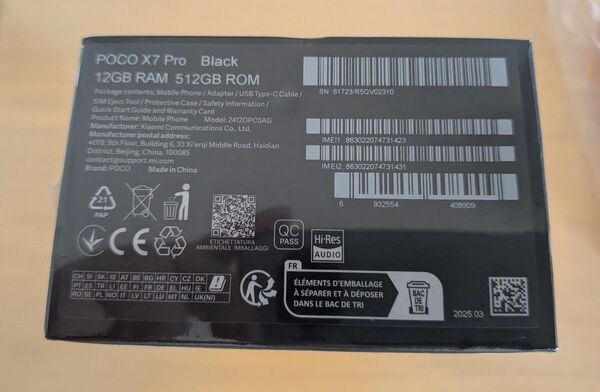 POCO X7 Pro Black
12GB RAM 512GB ROM
Package contents: Mobile Phone / Adapter / USB Type-C Cable /
SIM Eject Tool / Protective Case / Safety Information /
Quick Start Guide and Warranty Card
Product Name: Mobile Phone Model: 2412DPC0AG
Manufacturer: Xiaomi Communications Co., Ltd.
Manufacturer postal address:
#019, 9th Floor, Building 6, 33 Xi'erqi Middle Road, Haidian
District, Beijing, China, 100085
contact@support.mi.com
Brand: POCO Made in China
SN: 61723/R5QV02310
IMEI1: 863022074731423
IMEI2: 863022074731431
6 932554 408909
21
PAP
ETICHETTATURA
AMBIENTALE IMBALLAGGI
QC
PASS
Hi-Res
AUDIO
CE
CH SI SK IS AT BE BG HR CY CZ DK
PT ES TR LI EE FI FR DE EL HU IE
RO SE PL NO IT LV LT LU MT NL UK(NI)
FR
ÉLÉMENTS D'EMBALLAGE
À SÉPARER ET À DÉPOSER
DANS LE BAC DE TRI
BAC
DE
TRI
2025 03